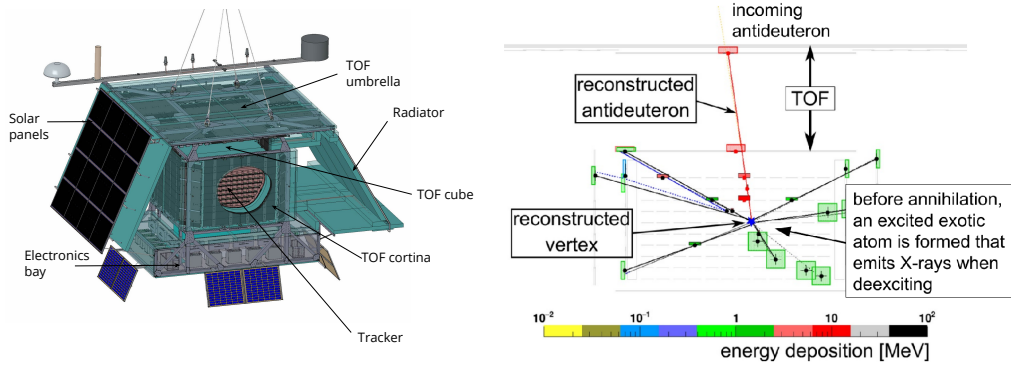 TOF
umbrella
Solar
panels
Radiator
TOF cube
Electronics
bay
TOF cortina
Tracker
incoming
antideuteron
reconstructed
antideuteron
TOF
reconstructed
vertex
before annihilation,
an excited exotic
atom is formed that
emits X-rays when
deexciting
10⁻² 10⁻¹ 1 10 10²
energy deposition [MeV]